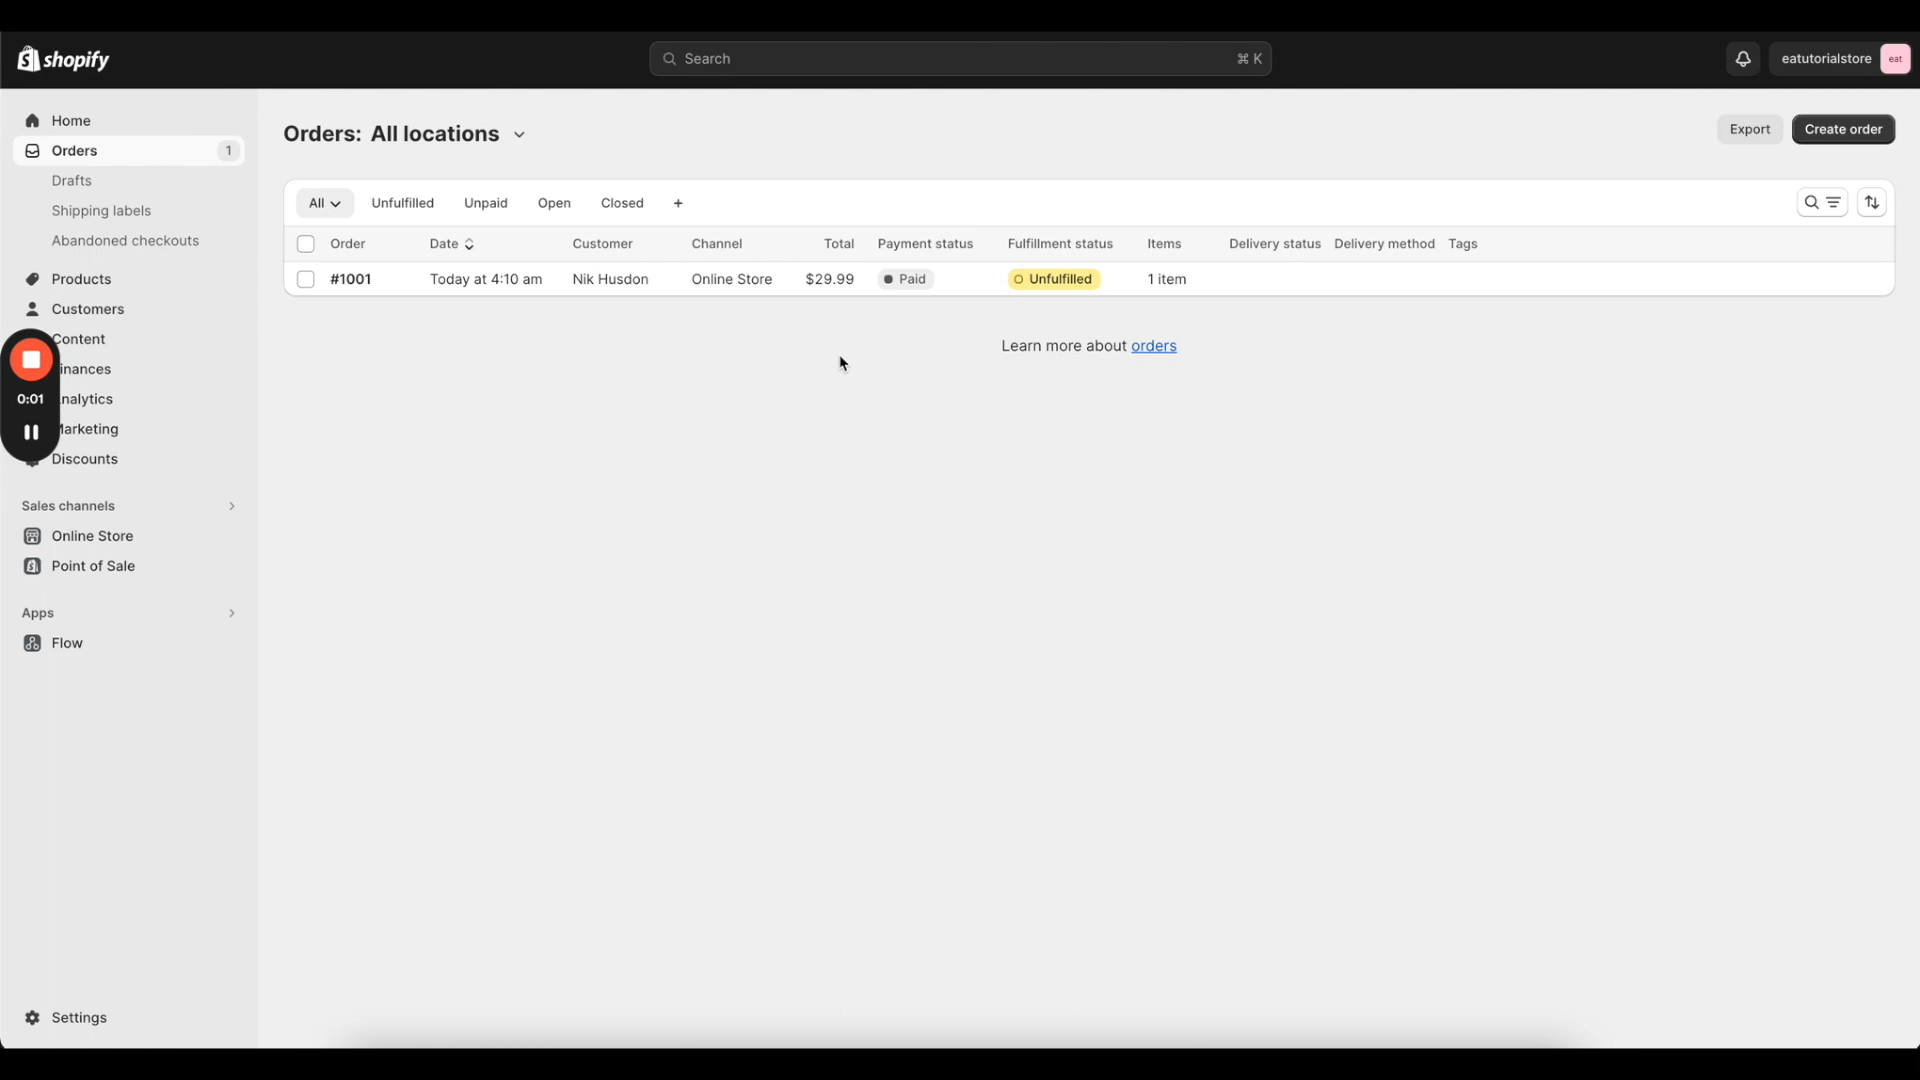 shopify
Search
⌘ K
eatutorialstore
eat
Home
Orders
1
Drafts
Shipping labels
Abandoned checkouts
Products
Customers
Content
inances
nalytics
Marketing
Discounts
0:01
Sales channels
Online Store
Point of Sale
Apps
Flow
Settings
Orders: All locations
Export
Create order
All Unfulfilled Unpaid Open Closed +
Order Date Customer Channel Total Payment status Fulfillment status Items Delivery status Delivery method Tags
#1001 Today at 4:10 am Nik Husdon Online Store $29.99 Paid Unfulfilled 1 item
Learn more about orders